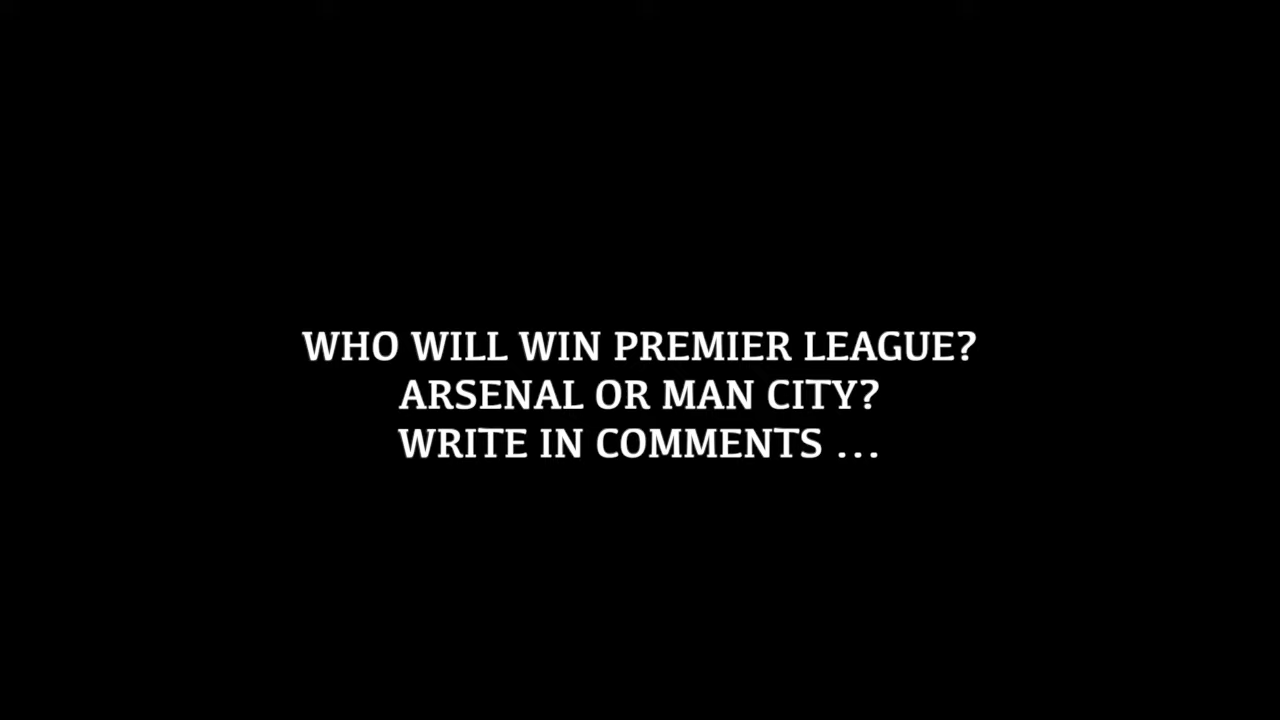 WHO WILL WIN PREMIER LEAGUE?
ARSENAL OR MAN CITY?
WRITE IN COMMENTS ...